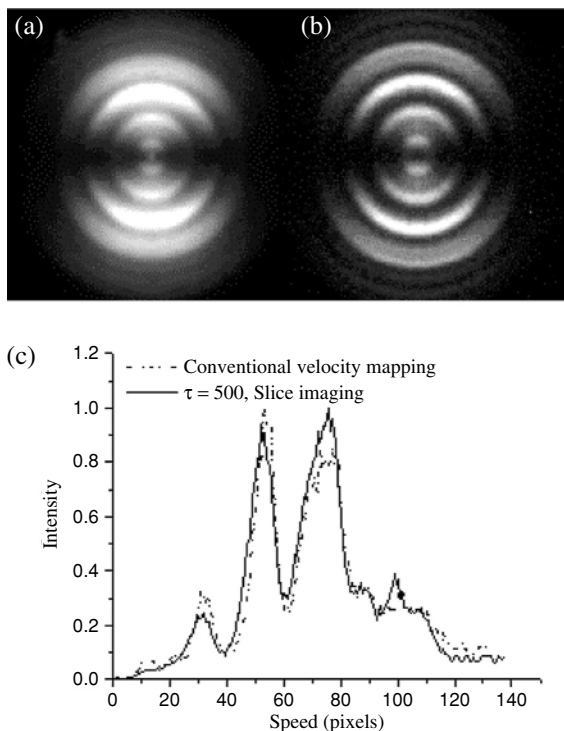 (a)
(b)
(c)
1.2
1.0
0.8
0.6
0.4
0.2
0.0
Intensity
Conventional velocity mapping
τ = 500, Slice imaging
0
20
40
60
80
100
120
140
Speed (pixels)